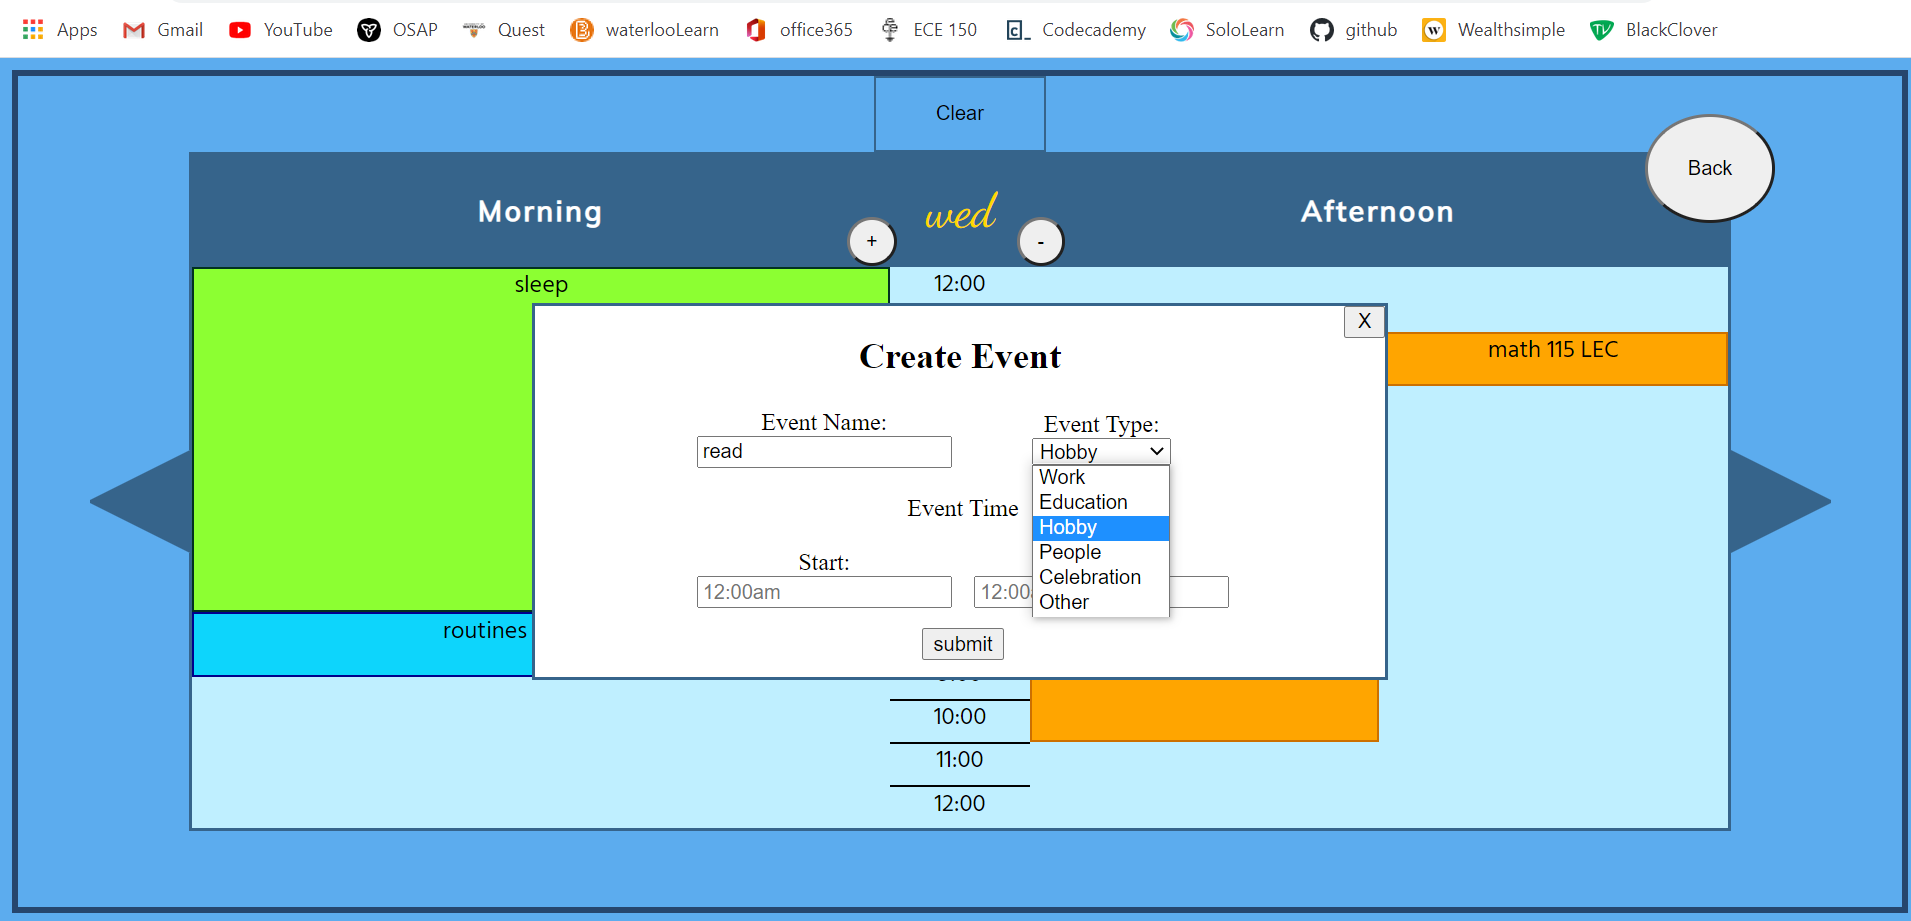 Apps Gmail YouTube OSAP Quest waterlooLearn office365 ECE 150 Codecademy SoloLearn github Wealthsimple BlackClover
Clear
Back
Morning wed Afternoon
+ -
sleep 12:00
X
Create Event
math 115 LEC
Event Name: Event Type:
read Hobby
Work
Education
Event Time
Hobby
People
Start:
Celebration
12:00am 12:00
Other
routines
submit
10:00
11:00
12:00